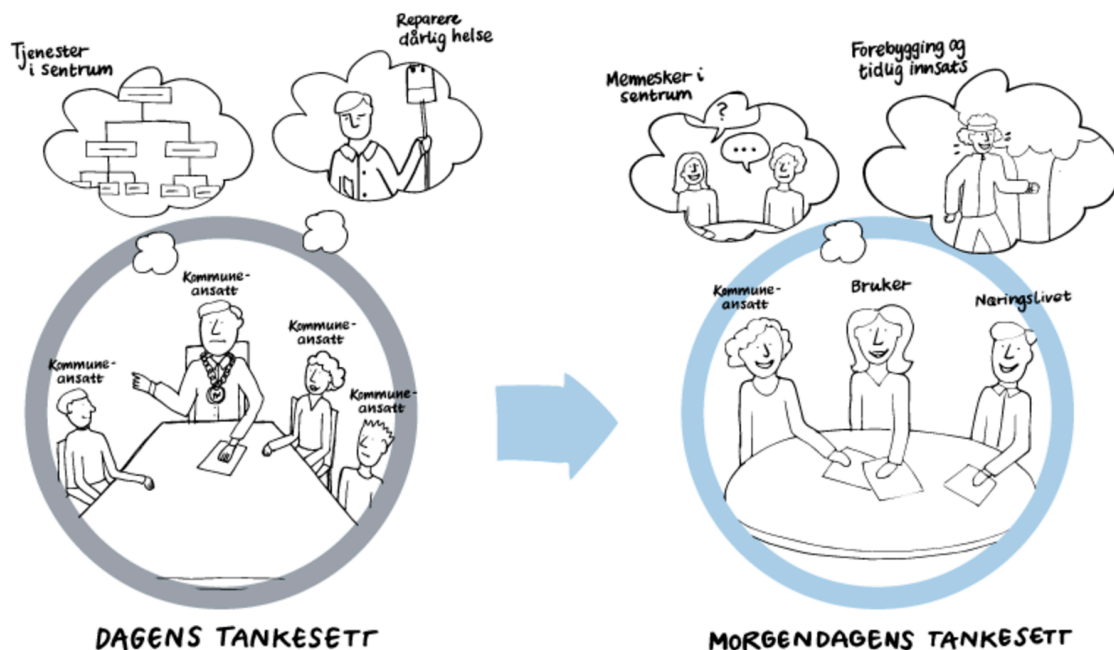 Tjenester
i sentrum
Reparere
dårlig helse
Kommune-
ansatt
Kommune-
ansatt
Kommune-
ansatt
Kommune-
ansatt
DAGENS TANKESETT
Mennesker i
sentrum
Forebygging og
tidlig innsats
?
...
Kommune-
ansatt
Bruker
Næringslivet
MORGENDAGENS TANKESETT